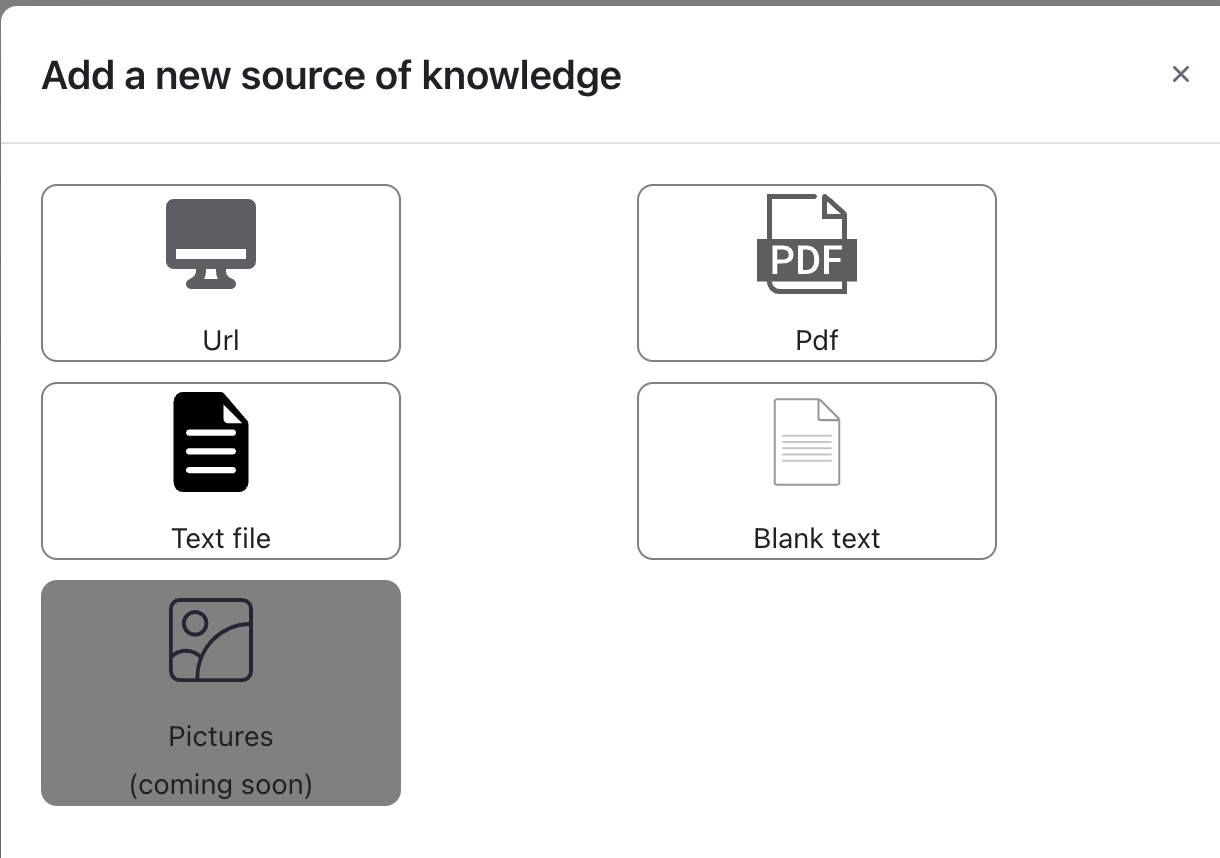 Add a new source of knowledge
PDF
Url
Pdf
Text file
Blank text
Pictures
(coming soon)